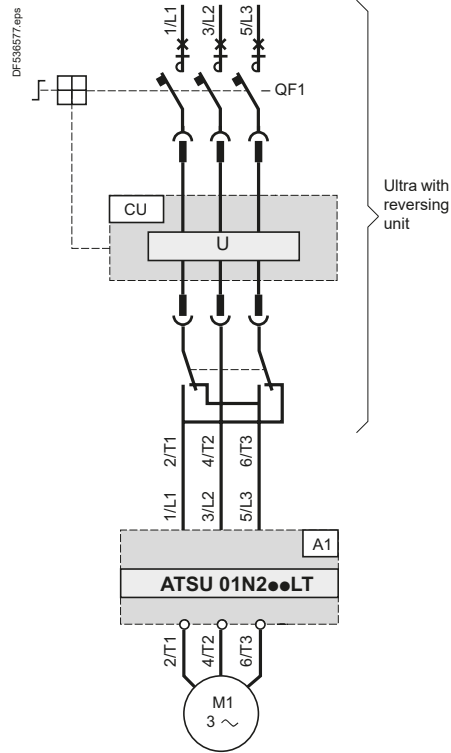 DF536577.eps
1/L1
3/L2
5/L3
QF1
CU
U
Ultra with
reversing
unit
2/T1
4/T2
6/T3
1/L1
3/L2
5/L3
A1
ATSU 01N2●●LT
2/T1
4/T2
6/T3
M1
3 ~